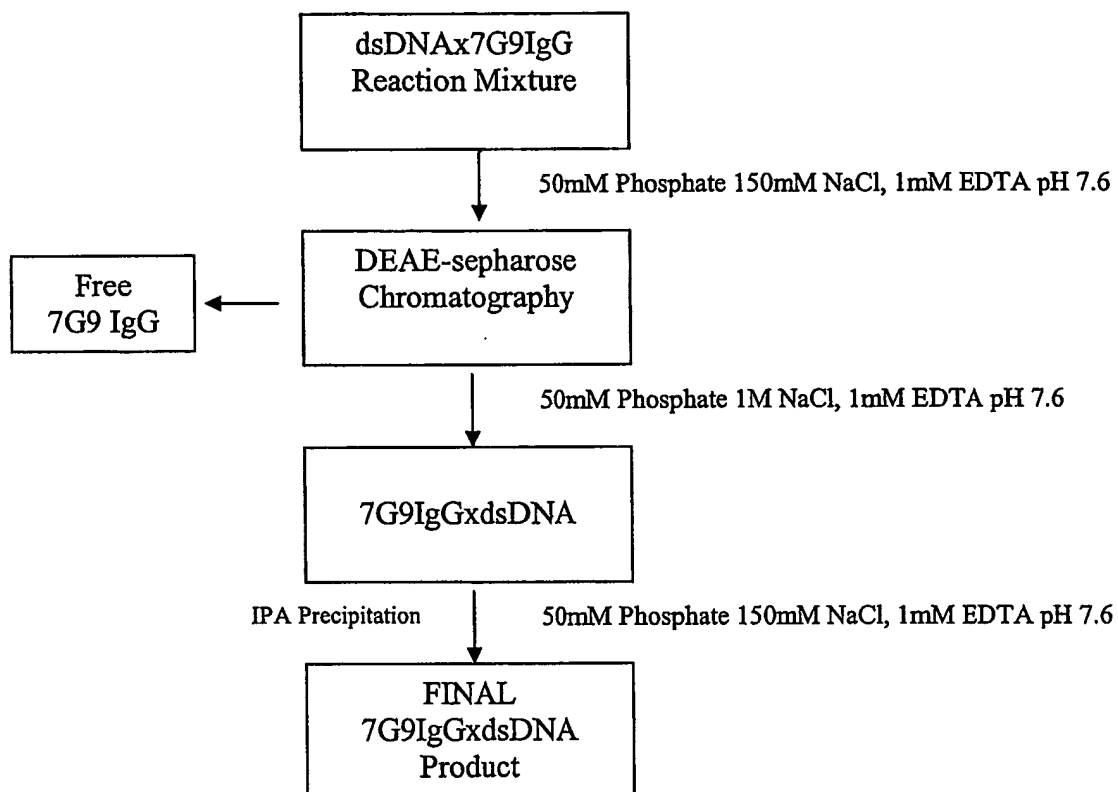 dsDNAx7G9IgG
Reaction Mixture
50mM Phosphate 150mM NaCl, 1mM EDTA pH 7.6
DEAE-sepharose
Chromatography
Free
7G9 IgG
50mM Phosphate 1M NaCl, 1mM EDTA pH 7.6
7G9IgGxdsDNA
IPA Precipitation
50mM Phosphate 150mM NaCl, 1mM EDTA pH 7.6
FINAL
7G9IgGxdsDNA
Product